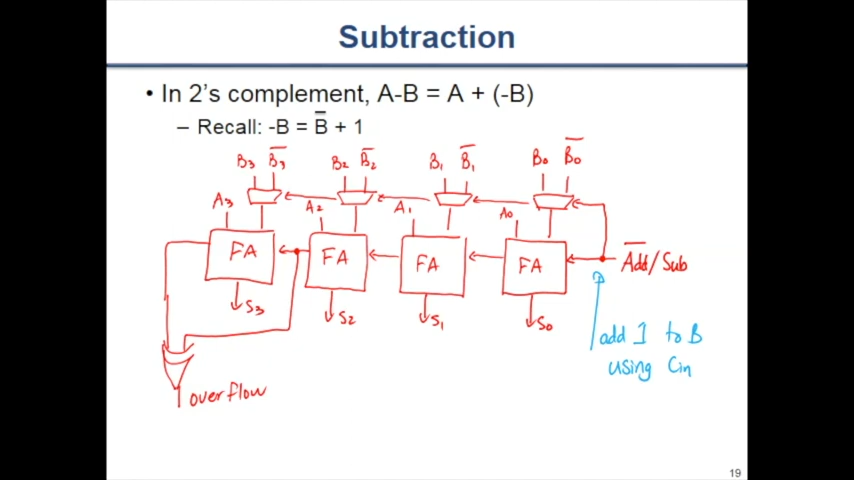 Subtraction
• In 2's complement, A-B = A + (-B)
– Recall: -B = B̅ + 1
B3 B̅3 B2 B̅2 B1 B̅1 B0 B̅0
A3 A2 A1 A0
FA FA FA FA A̅d̅d̅/Sub
S3 S2 S1 S0
add 1 to B
using Cin
overflow
19